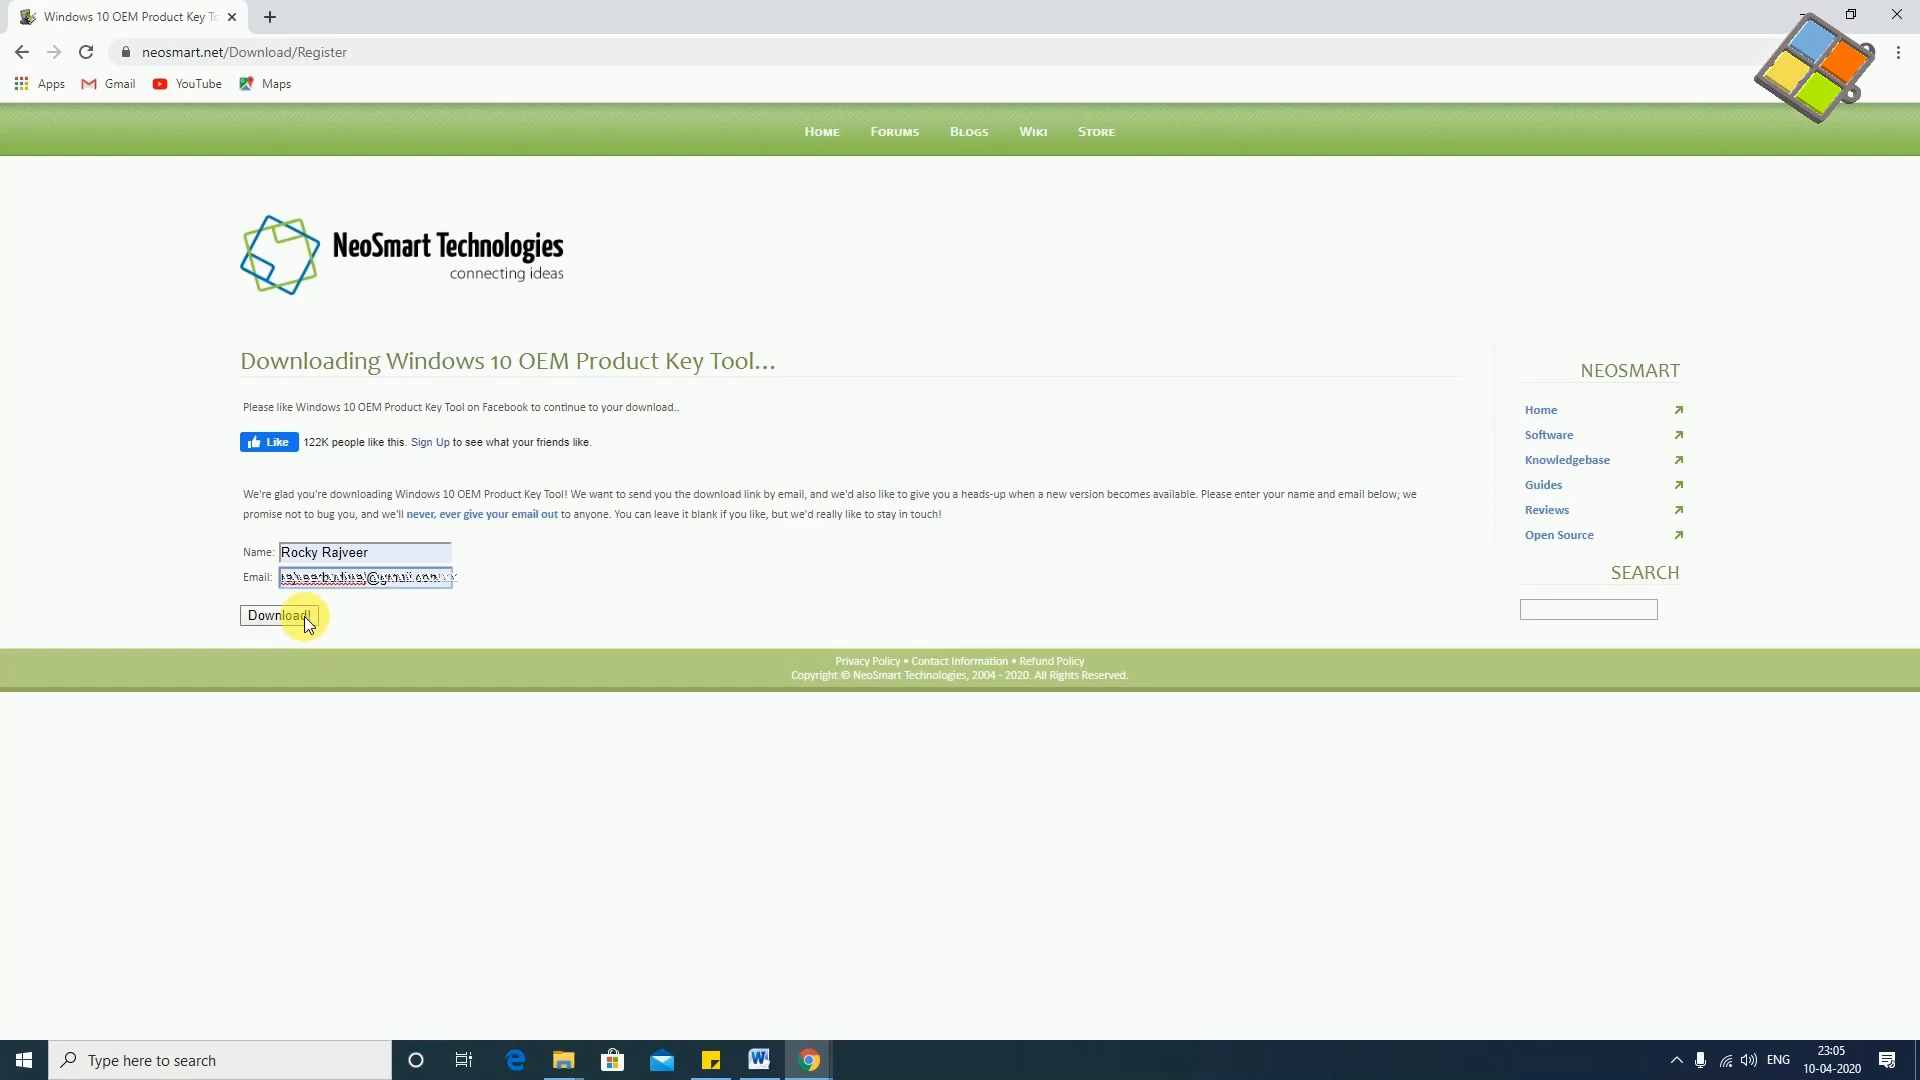 Windows 10 OEM Product Key To
neosmart.net/Download/Register
Apps Gmail YouTube Maps
Home Forums Blogs Wiki Store
NeoSmart Technologies
connecting ideas
Downloading Windows 10 OEM Product Key Tool...
Please like Windows 10 OEM Product Key Tool on Facebook to continue to your download..
Like 122K people like this. Sign Up to see what your friends like.
We're glad you're downloading Windows 10 OEM Product Key Tool! We want to send you the download link by email, and we'd also like to give you a heads-up when a new version becomes available. Please enter your name and email below; we
promise not to bug you, and we'll never, ever give your email out to anyone. You can leave it blank if you like, but we'd really like to stay in touch!
Name: Rocky Rajveer
Email:
Download!
NEOSMART
Home
Software
Knowledgebase
Guides
Reviews
Open Source
SEARCH
Privacy Policy • Contact Information • Refund Policy
Copyright © NeoSmart Technologies, 2004 - 2020. All Rights Reserved.
Type here to search
ENG
23:05
10-04-2020